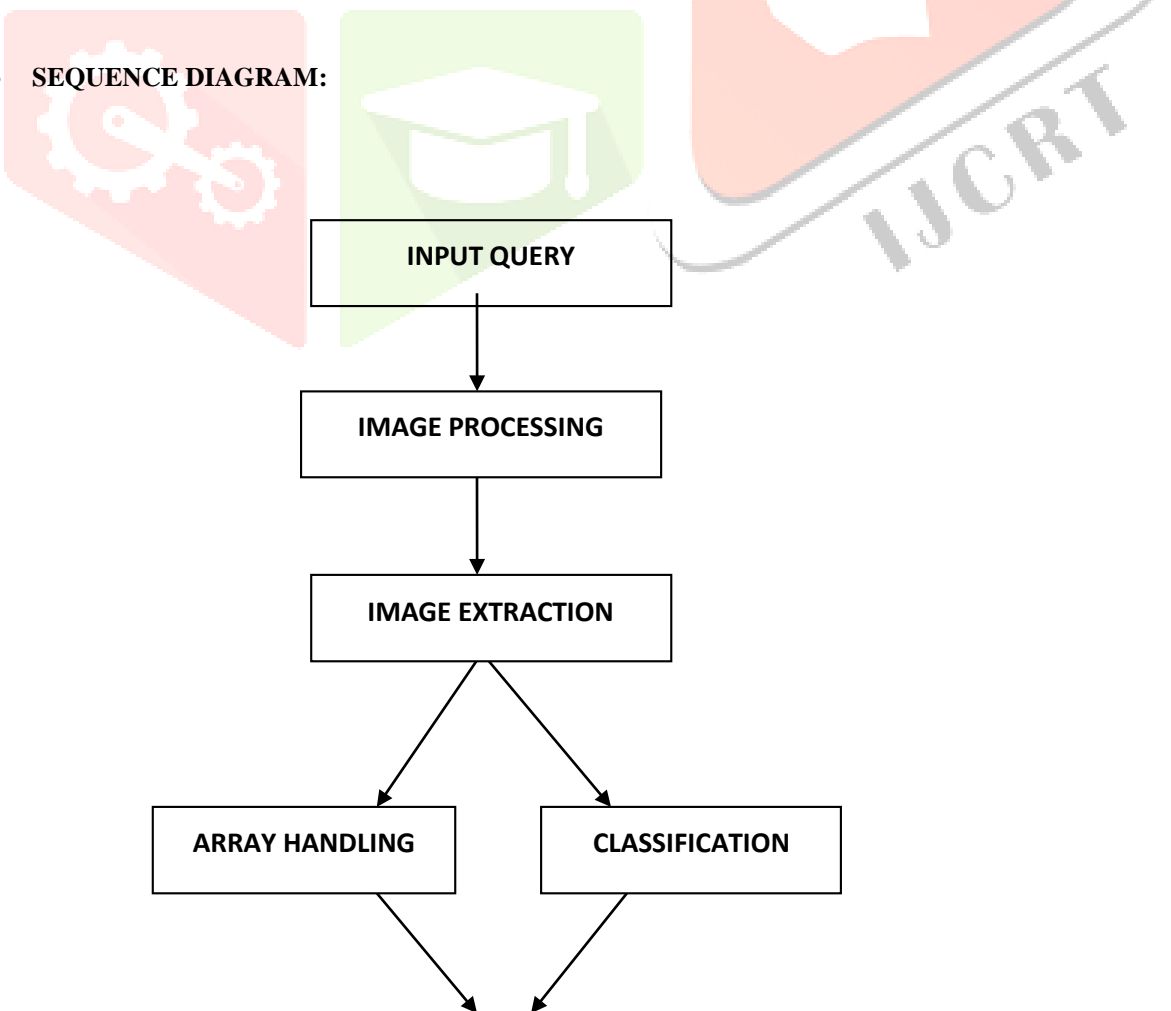 SEQUENCE DIAGRAM:
IJCRT
INPUT QUERY
IMAGE PROCESSING
IMAGE EXTRACTION
ARRAY HANDLING
CLASSIFICATION